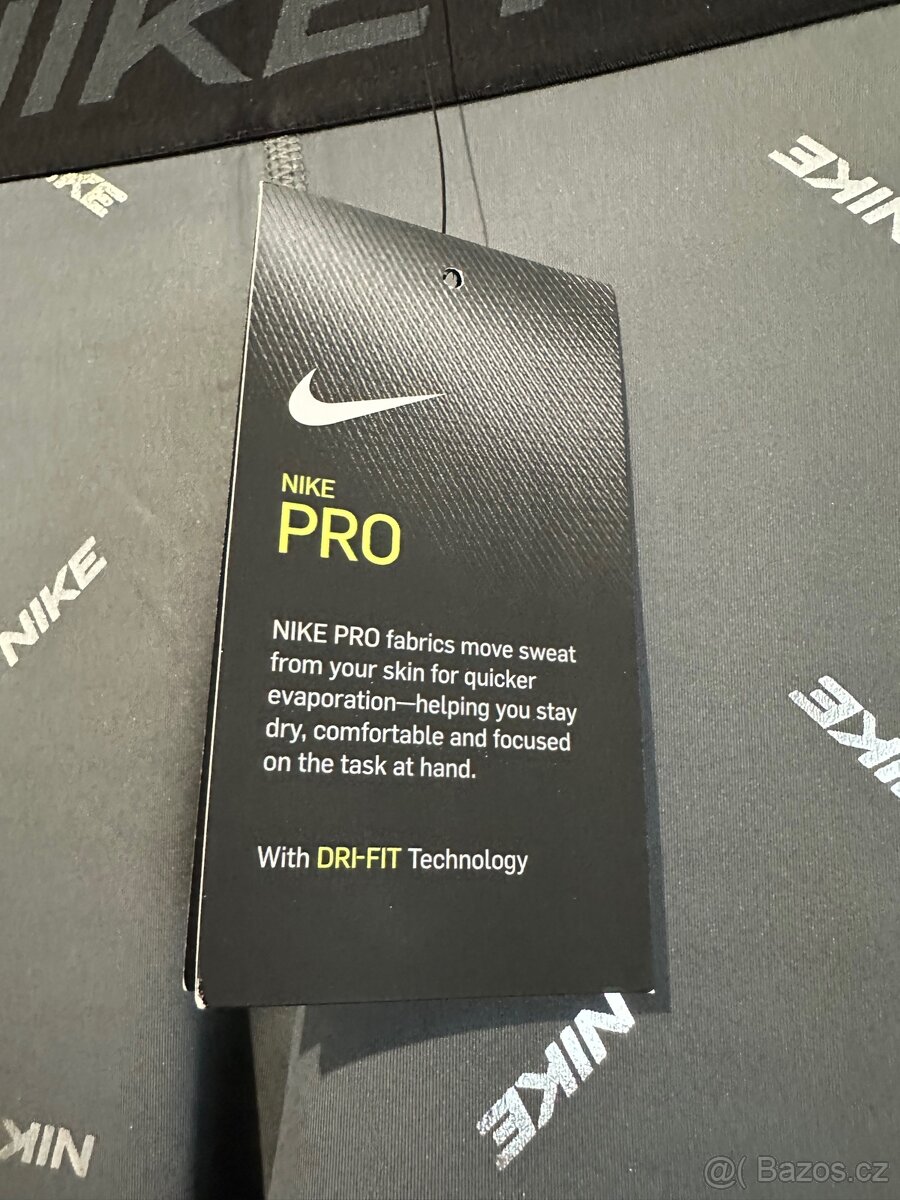 NIKE P
NIKE
NIKE
NIKE
PRO
NIKE PRO fabrics move sweat
from your skin for quicker
evaporation—helping you stay
dry, comfortable and focused
on the task at hand.
NIKE
NIKE
With DRI-FIT Technology
NIKE
NIK
@( Bazos.cz